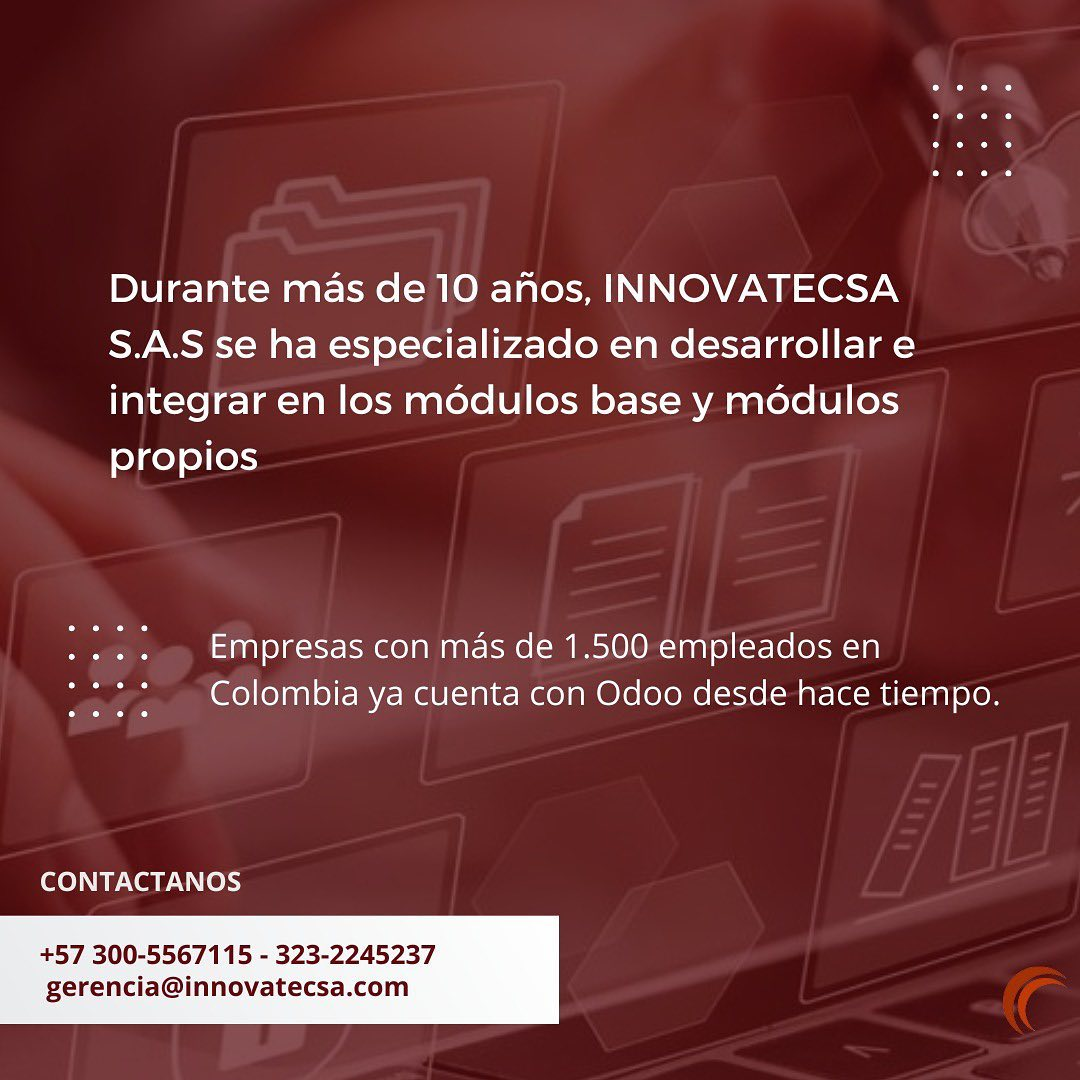 Durante más de 10 años, INNOVATECSA
S.A.S se ha especializado en desarrollar e
integrar en los módulos base y módulos
propios
Empresas con más de 1.500 empleados en
Colombia ya cuenta con Odoo desde hace tiempo.
CONTACTANOS
+57 300-5567115 - 323-2245237
gerencia@innovatecsa.com